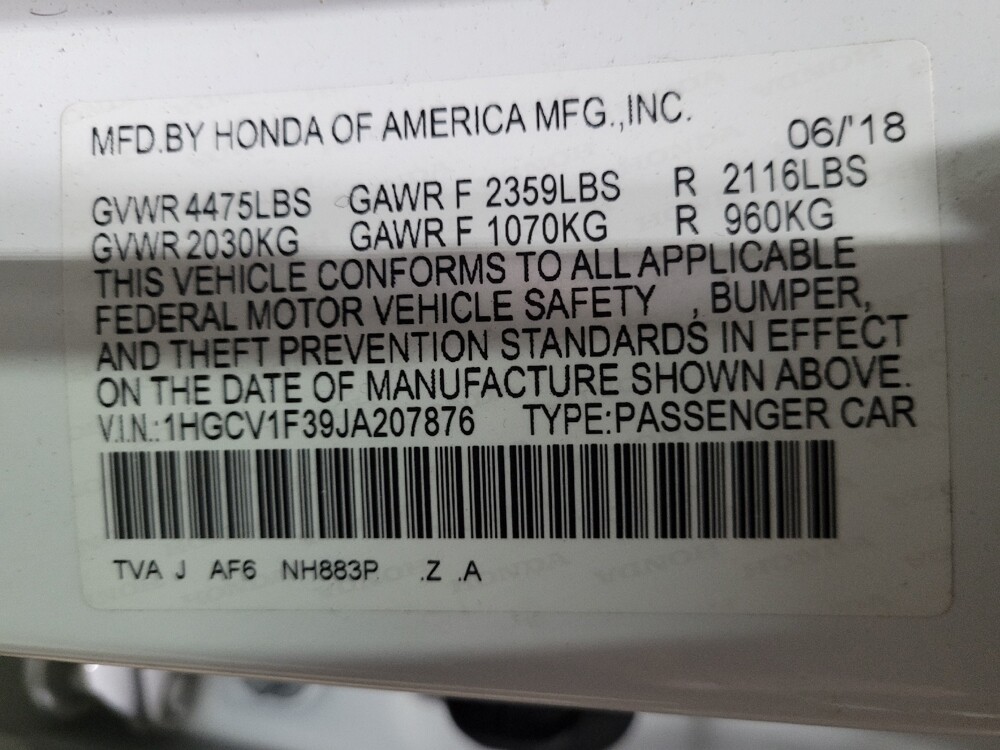 MFD.BY HONDA OF AMERICA MFG.,INC. 06/'18
GVWR 4475LBS GAWR F 2359LBS R 2116LBS
GVWR 2030KG GAWR F 1070KG R 960KG
THIS VEHICLE CONFORMS TO ALL APPLICABLE
FEDERAL MOTOR VEHICLE SAFETY , BUMPER,
AND THEFT PREVENTION STANDARDS IN EFFECT
ON THE DATE OF MANUFACTURE SHOWN ABOVE.
V.I.N.:1HGCV1F39JA207876 TYPE:PASSENGER CAR
TVA J AF6 NH883P .Z .A